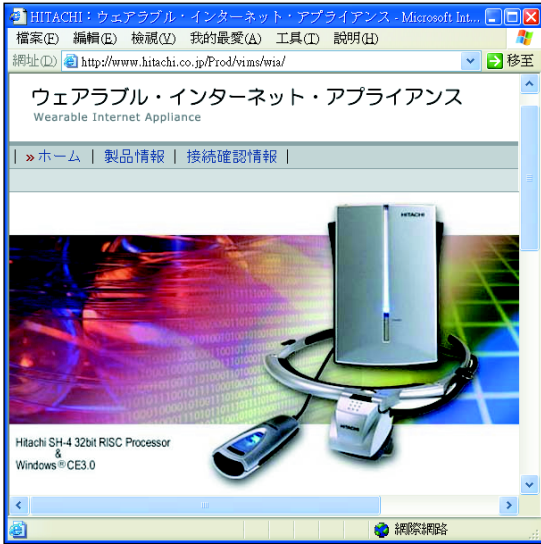 HITACHI：ウェアラブル・インターネット・アプライアンス - Microsoft Int...
檔案(F) 編輯(E) 檢視(V) 我的最愛(A) 工具(T) 說明(H)
網址(D) http://www.hitachi.co.jp/Prod/vims/wia/ 移至
ウェアラブル・インターネット・アプライアンス
Wearable Internet Appliance
| »ホーム | 製品情報 | 接続確認情報 |
HITACHI
HITACHI
Hitachi SH-4 32bit RISC Processor
&
Windows®CE3.0
網際網路